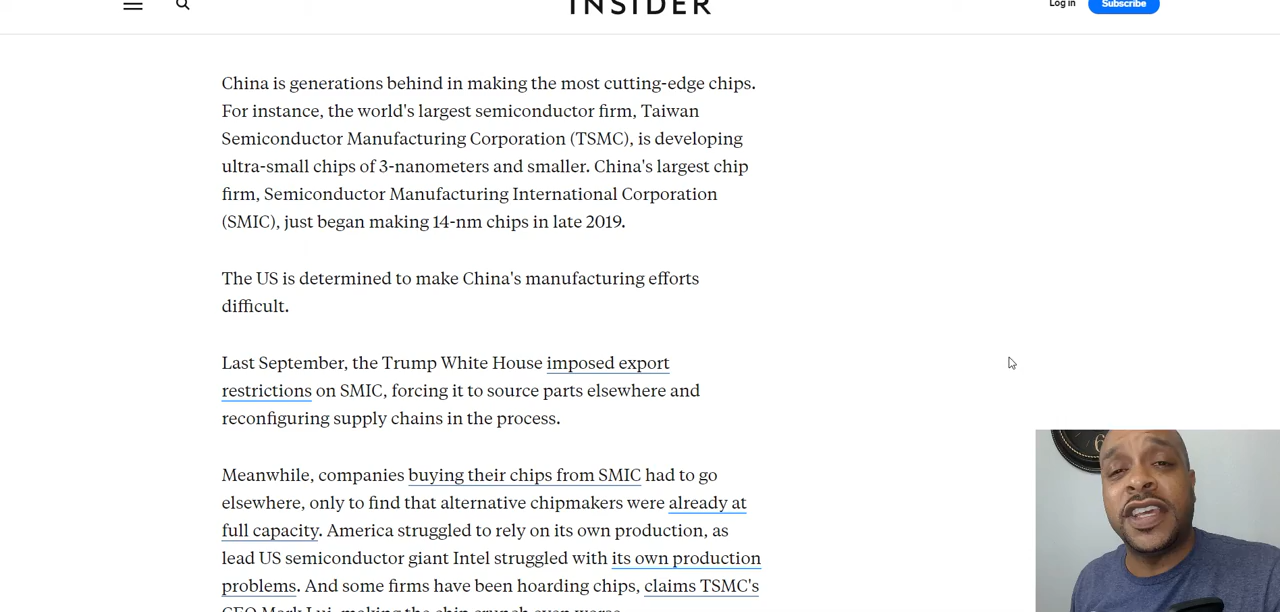 INSIDER
Log in
Subscribe
China is generations behind in making the most cutting-edge chips.
For instance, the world's largest semiconductor firm, Taiwan
Semiconductor Manufacturing Corporation (TSMC), is developing
ultra-small chips of 3-nanometers and smaller. China's largest chip
firm, Semiconductor Manufacturing International Corporation
(SMIC), just began making 14-nm chips in late 2019.
The US is determined to make China's manufacturing efforts
difficult.
Last September, the Trump White House imposed export
restrictions on SMIC, forcing it to source parts elsewhere and
reconfiguring supply chains in the process.
Meanwhile, companies buying their chips from SMIC had to go
elsewhere, only to find that alternative chipmakers were already at
full capacity. America struggled to rely on its own production, as
lead US semiconductor giant Intel struggled with its own production
problems. And some firms have been hoarding chips, claims TSMC's
CEO Mark Lui, making the chip crunch even worse.
6